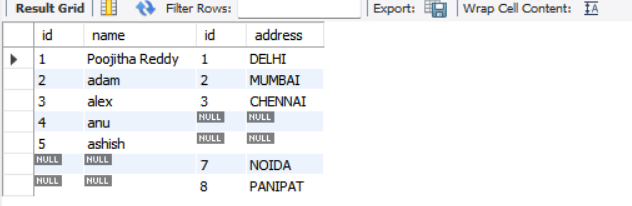 Result Grid Filter Rows: Export: Wrap Cell Content: IA
id name id address
1 Poojitha Reddy 1 DELHI
2 adam 2 MUMBAI
3 alex 3 CHENNAI
4 anu NULL NULL
5 ashish NULL NULL
NULL NULL 7 NOIDA
NULL NULL 8 PANIPAT